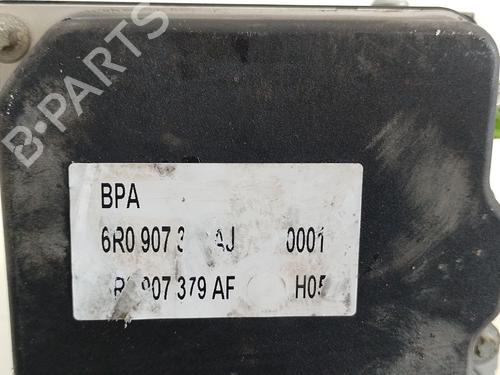 B-PARTS
BPA
6R0 907 3 AJ 0001
R 907 379 AF H05